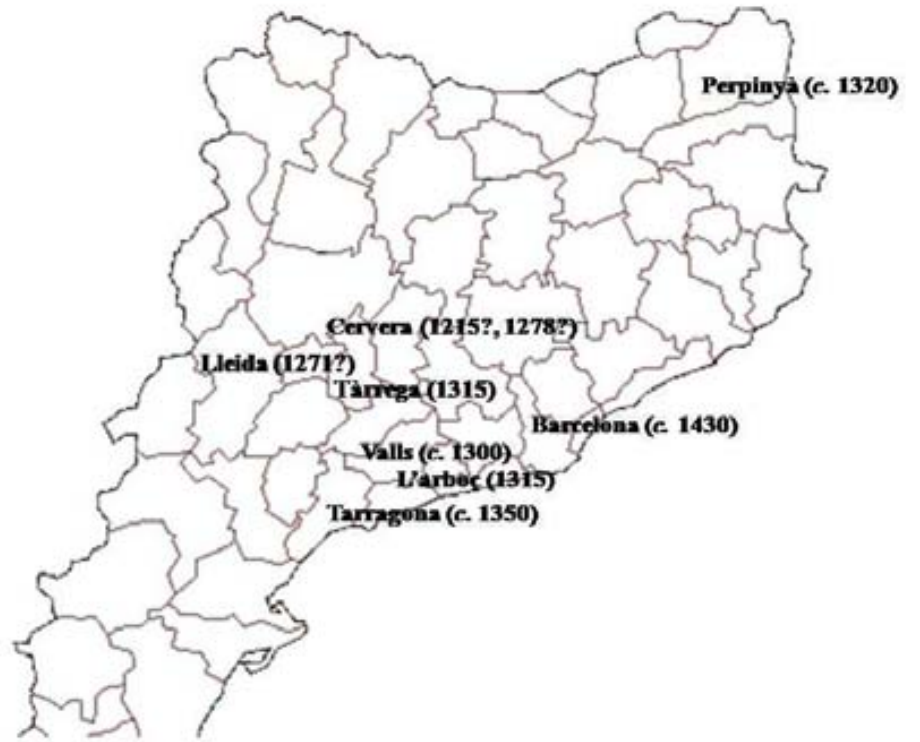 Perpinyà (c. 1320)
Cervera (1215?, 1278?)
Lleida (1271?)
Tàrrega (1315)
Barcelona (c. 1430)
Valls (c. 1300)
L'arboç (1315)
Tarragona (c. 1350)